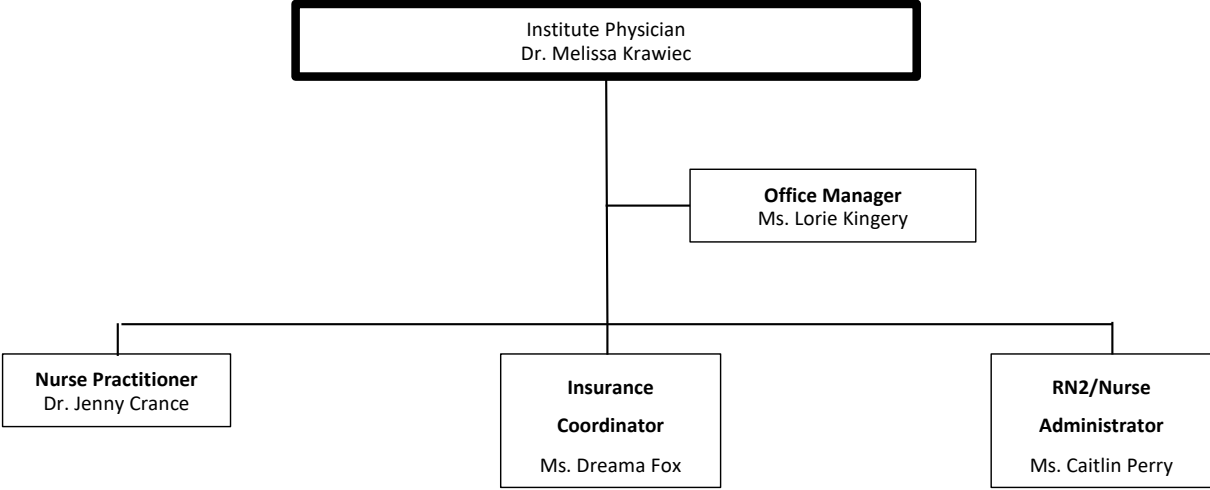 Institute Physician
Dr. Melissa Krawiec
Office Manager
Ms. Lorie Kingery
Nurse Practitioner
Dr. Jenny Crance
Insurance
Coordinator
Ms. Dreama Fox
RN2/Nurse
Administrator
Ms. Caitlin Perry